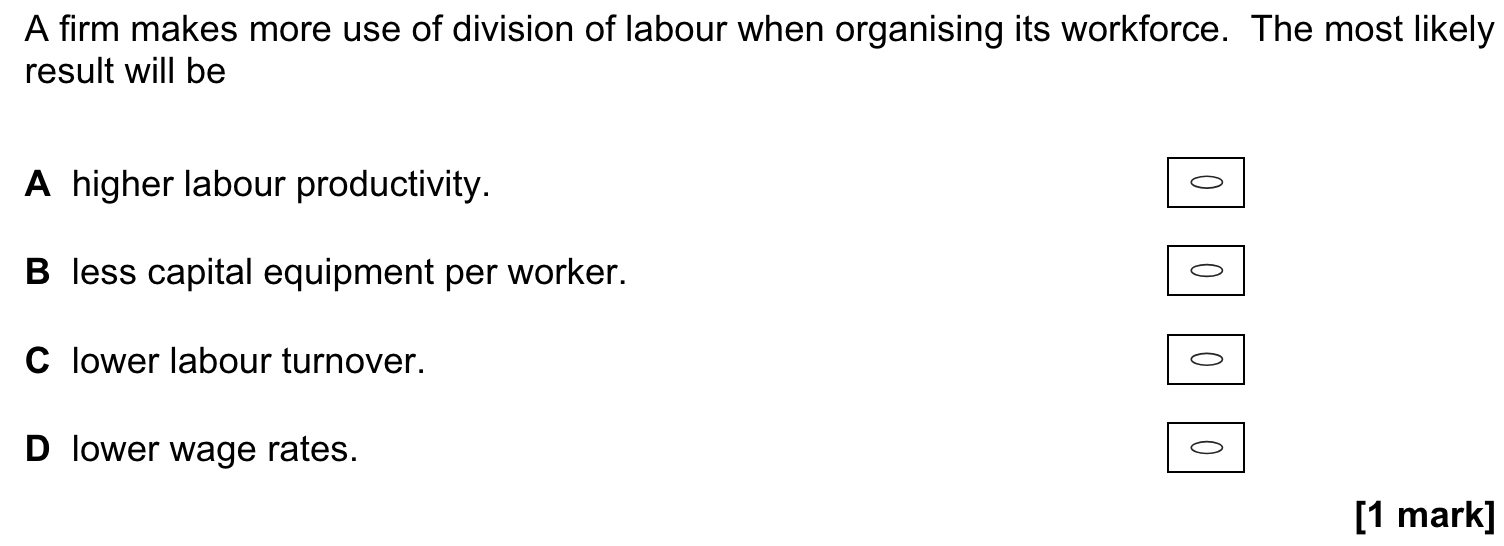 A firm makes more use of division of labour when organising its workforce.  The most likely
result will be
A higher labour productivity.
B less capital equipment per worker.
C lower labour turnover.
D lower wage rates.
[1 mark]